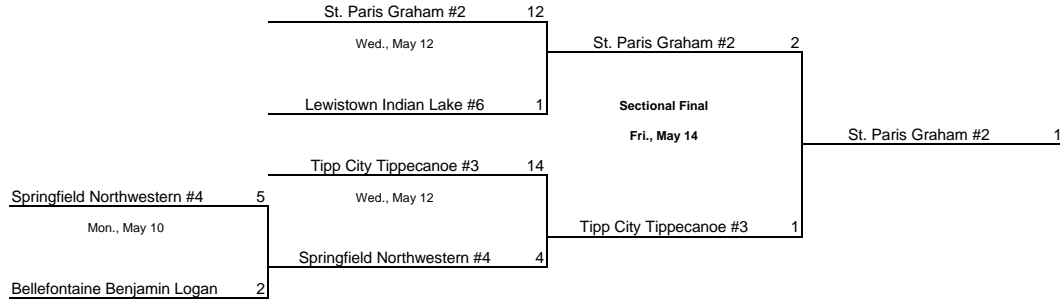 St. Paris Graham #2 12
Wed., May 12
St. Paris Graham #2 2
Lewistown Indian Lake #6 1
Sectional Final
Fri., May 14
St. Paris Graham #2 1
Tipp City Tippecanoe #3 14
Springfield Northwestern #4 5
Wed., May 12
Mon., May 10
Tipp City Tippecanoe #3 1
Springfield Northwestern #4 4
Bellefontaine Benjamin Logan 2